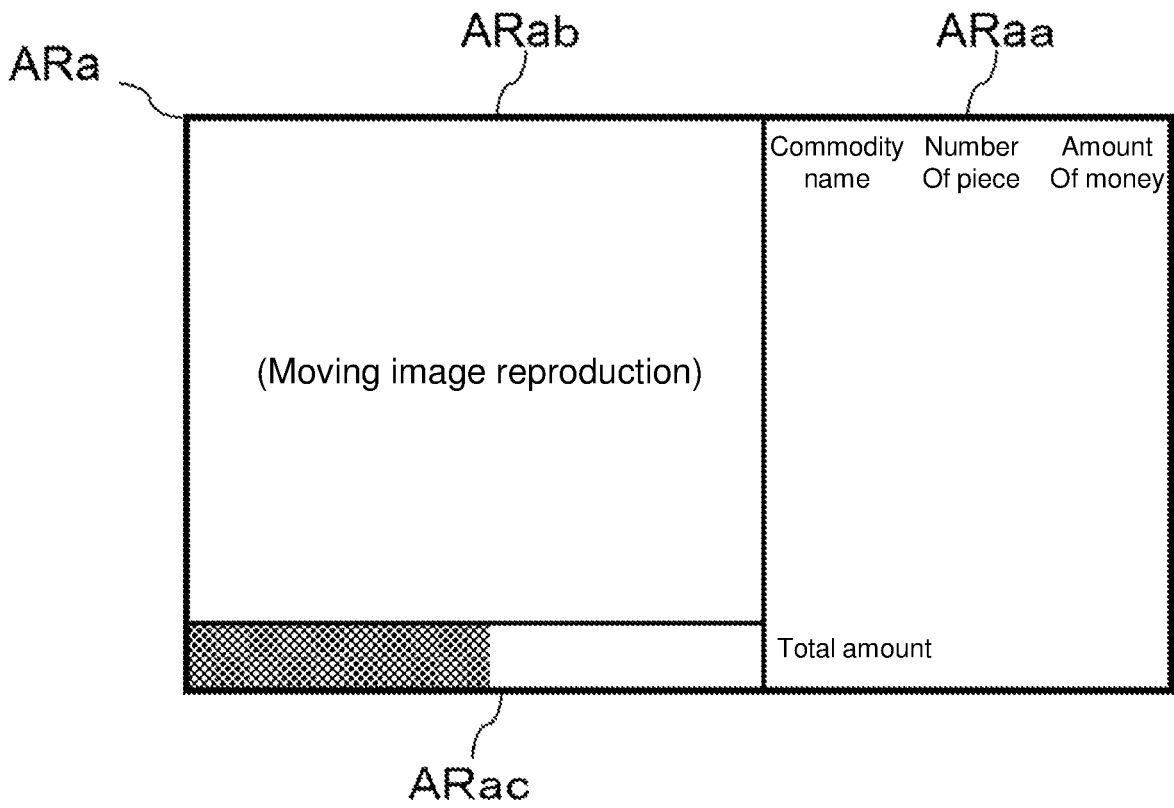 ARa
ARab
ARaa
Commodity name
Number Of piece
Amount Of money
(Moving image reproduction)
Total amount
ARac